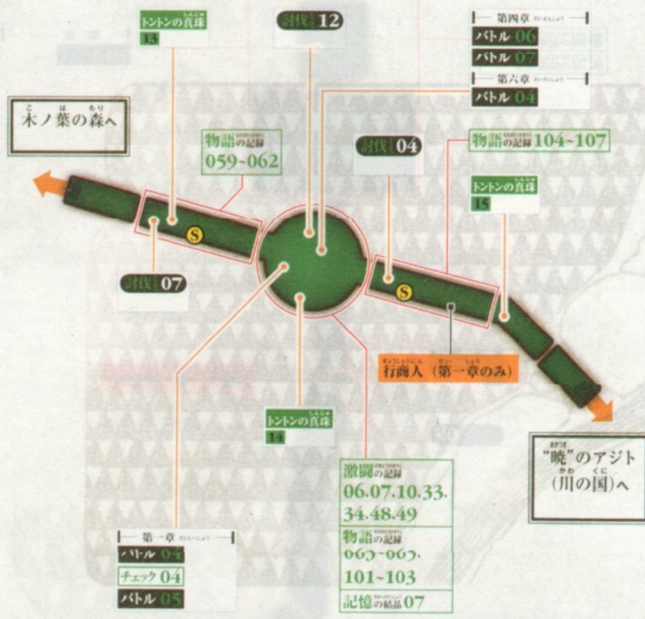 トントンの真珠
13
討伐 12
第四章
バトル 06
バトル 07
第六章
バトル 04
木ノ葉の森へ
物語の記録
059~062
討伐 04
物語の記録 104~107
トントンの真珠
15
S
討伐 07
S
行商人（第一章のみ）
トントンの真珠
14
“暁”のアジト
(川の国)へ
激闘の記録
06.07.10.33.
34.48.49
物語の記録
063~065.
101~103
記憶の結晶 07
第一章
バトル 04
チェック 04
バトル 05